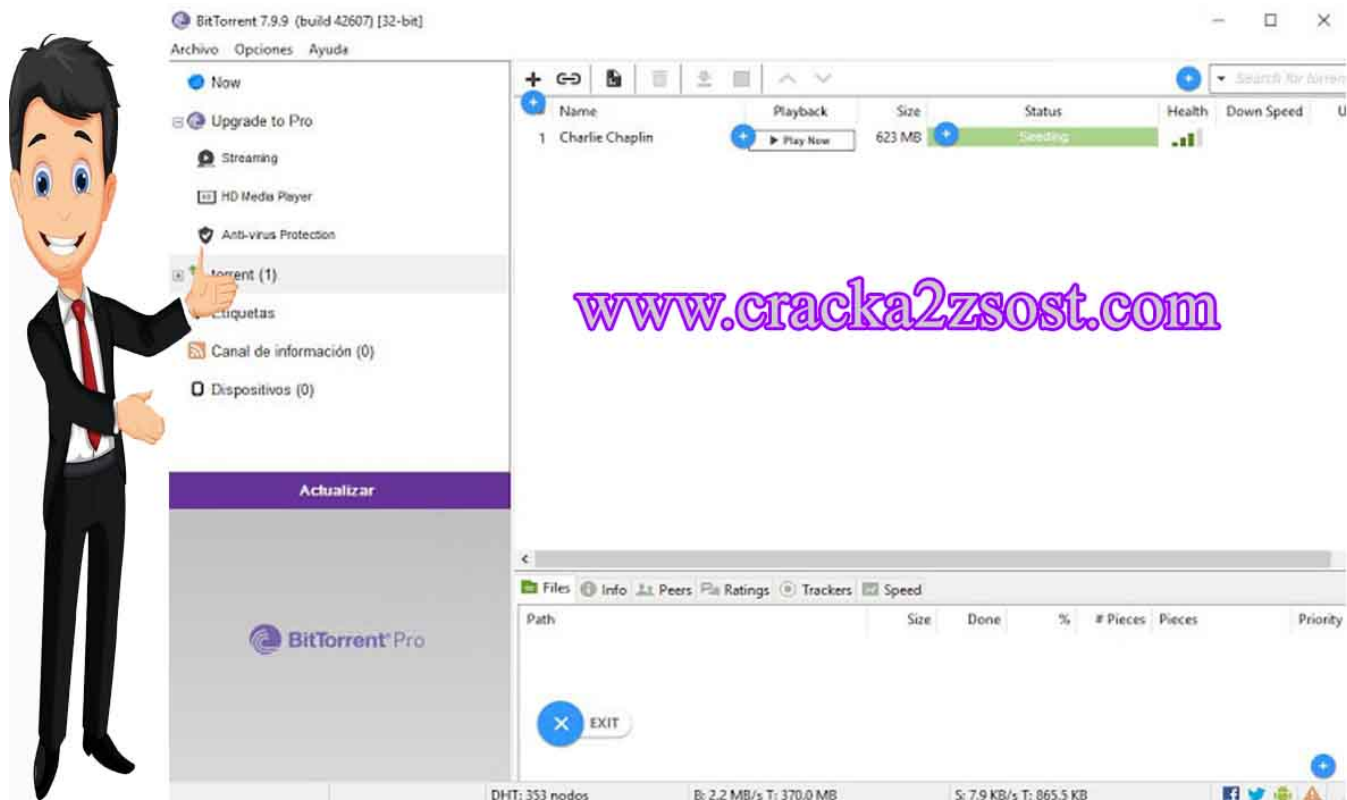 BitTorrent 7.9.9 (build 42607) [32-bit]
Archivo Opciones Ayuda
Now
Upgrade to Pro
Streaming
HD Media Player
Anti-virus Protection
torrent (1)
Etiquetas
Canal de información (0)
Dispositivos (0)
Actualizar
BitTorrent® Pro
Search for torren
Name Playback Size Status Health Down Speed U
1 Charlie Chaplin Play Now 623 MB Seeding
www.cracka2zsost.com
Files Info Peers Ratings Trackers Speed
Path Size Done % # Pieces Pieces Priority
EXIT
DHT: 353 nodos B: 2.2 MB/s T: 370.0 MB S: 7.9 KB/s T: 865.5 KB